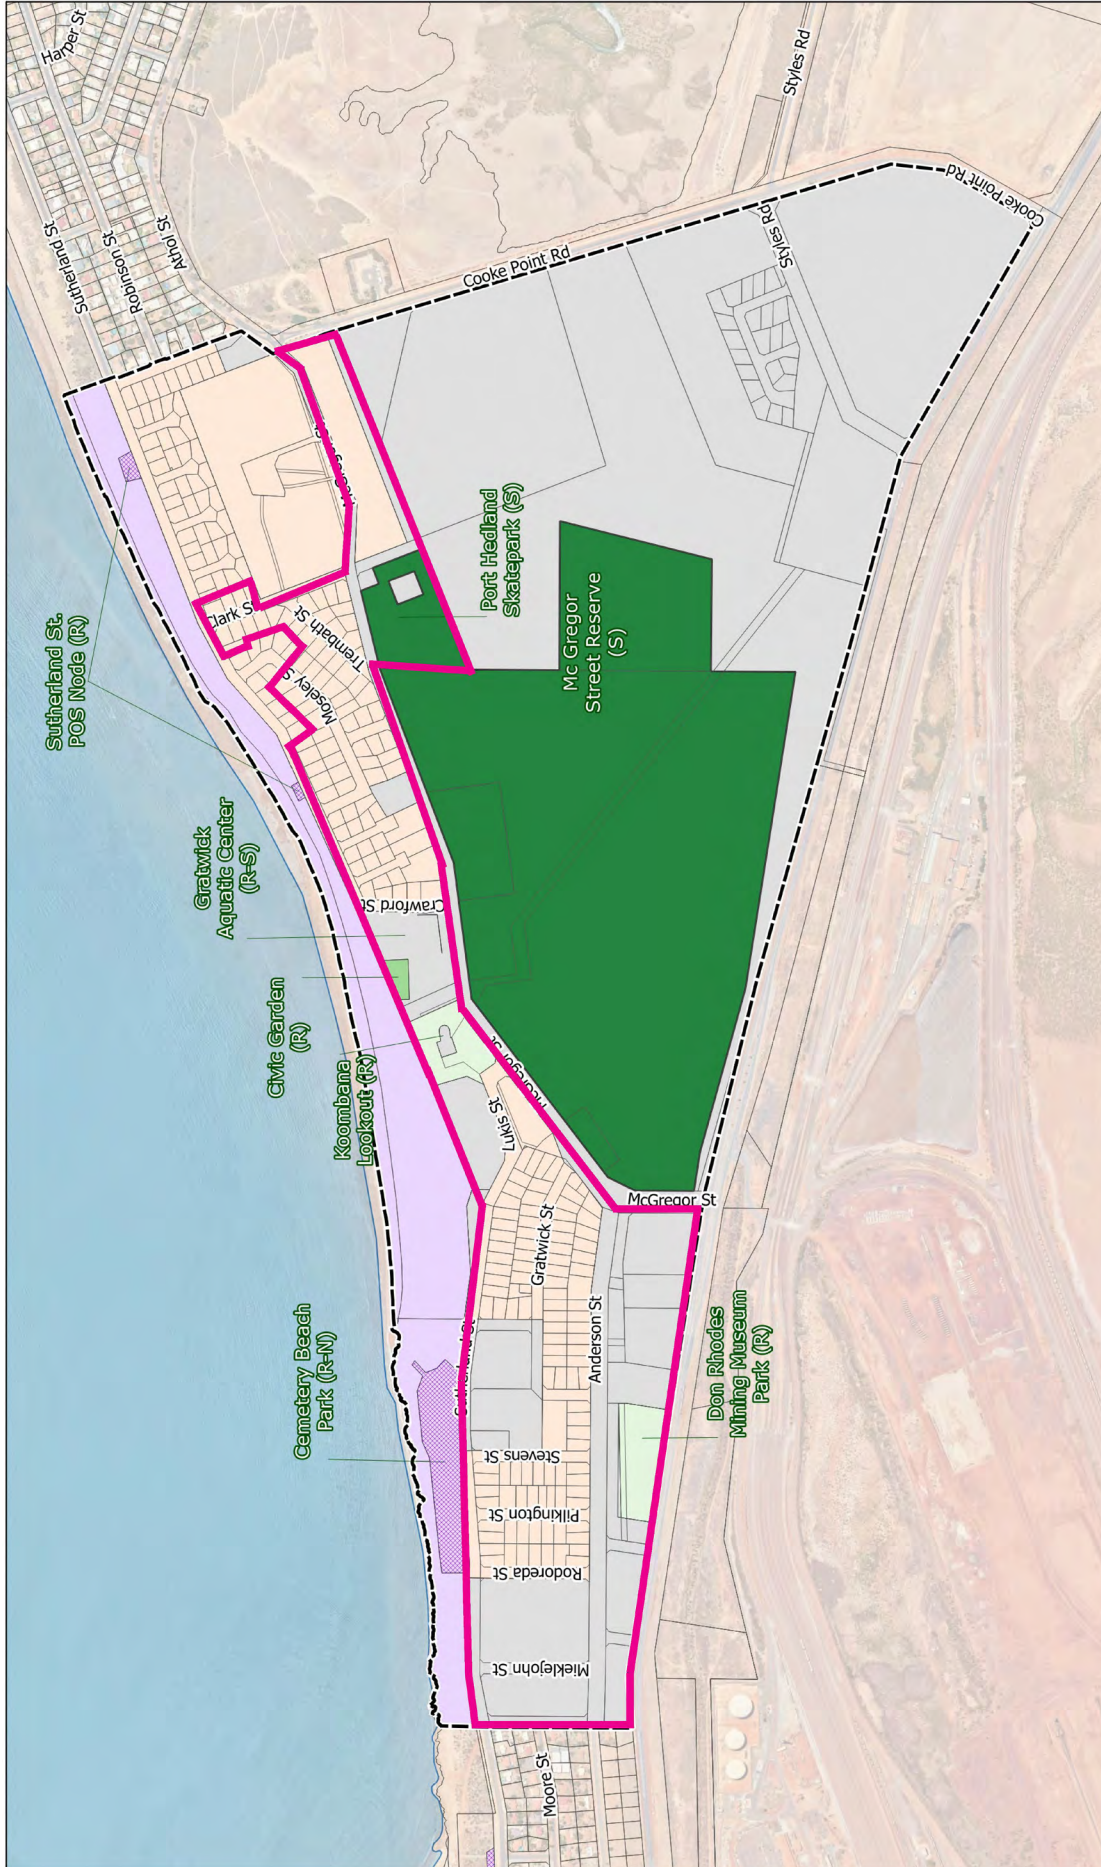 Harper St
Styles Rd
Cooke Point Rd
Cooke Point Rd
Styles Rd
Sutherland St
Robinson St
Athol St
Sutherland St.
POS Node (R)
Clark St
Trembath St
Moseley S
Port Hedland
Skatepark (S)
Mc Gregor
Street Reserve
(S)
Gratwick
Aquatic Center
(R-S)
Crawford St
Civic Garden
(R)
Koombana
Lookout (R)
McGregor St
Lukis St
McGregor St
Gratwick St
Anderson St
Cemetery Beach
Park (R-N)
Sutherland St
Don Rhodes
Mining Museum
Park (R)
Stevens St
Pilkington St
Rodoreda St
Mieklejohn St
Moore St